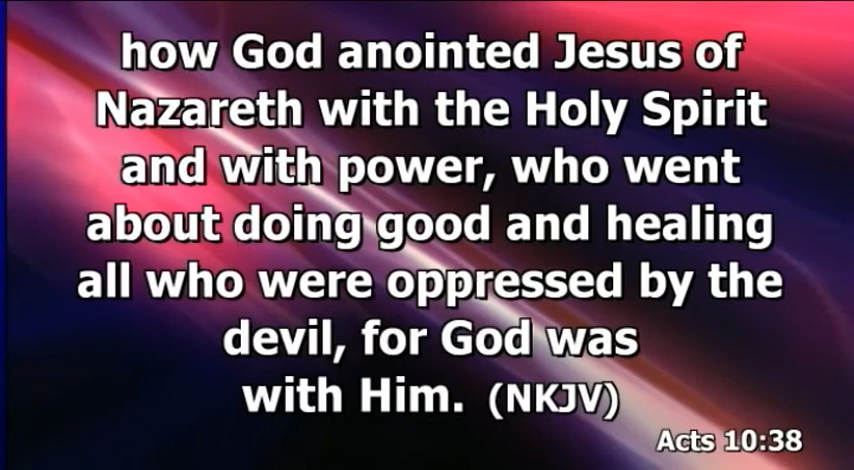 how God anointed Jesus of
Nazareth with the Holy Spirit
and with power, who went
about doing good and healing
all who were oppressed by the
devil, for God was
with Him. (NKJV)
Acts 10:38